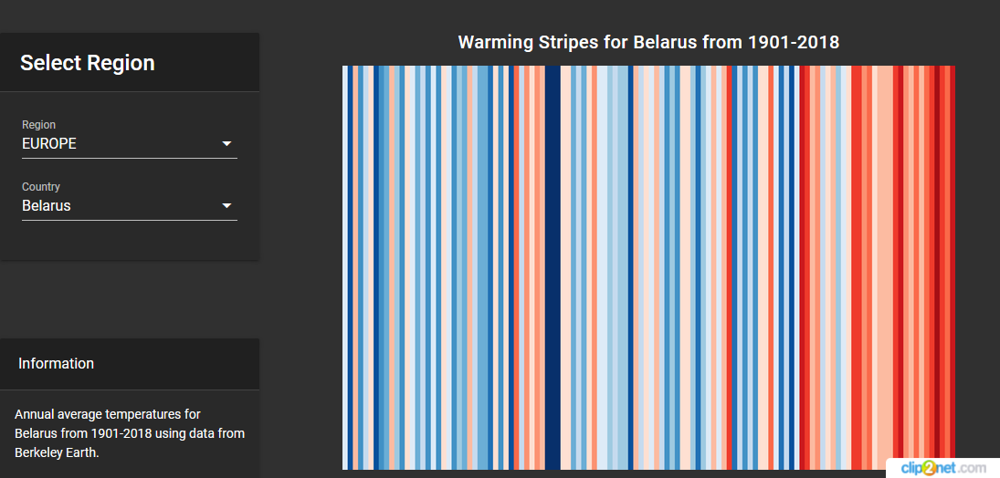 Warming Stripes for Belarus from 1901-2018
Select Region
Region
EUROPE
Country
Belarus
Information
Annual average temperatures for
Belarus from 1901-2018 using data from
Berkeley Earth.
clip2net.com